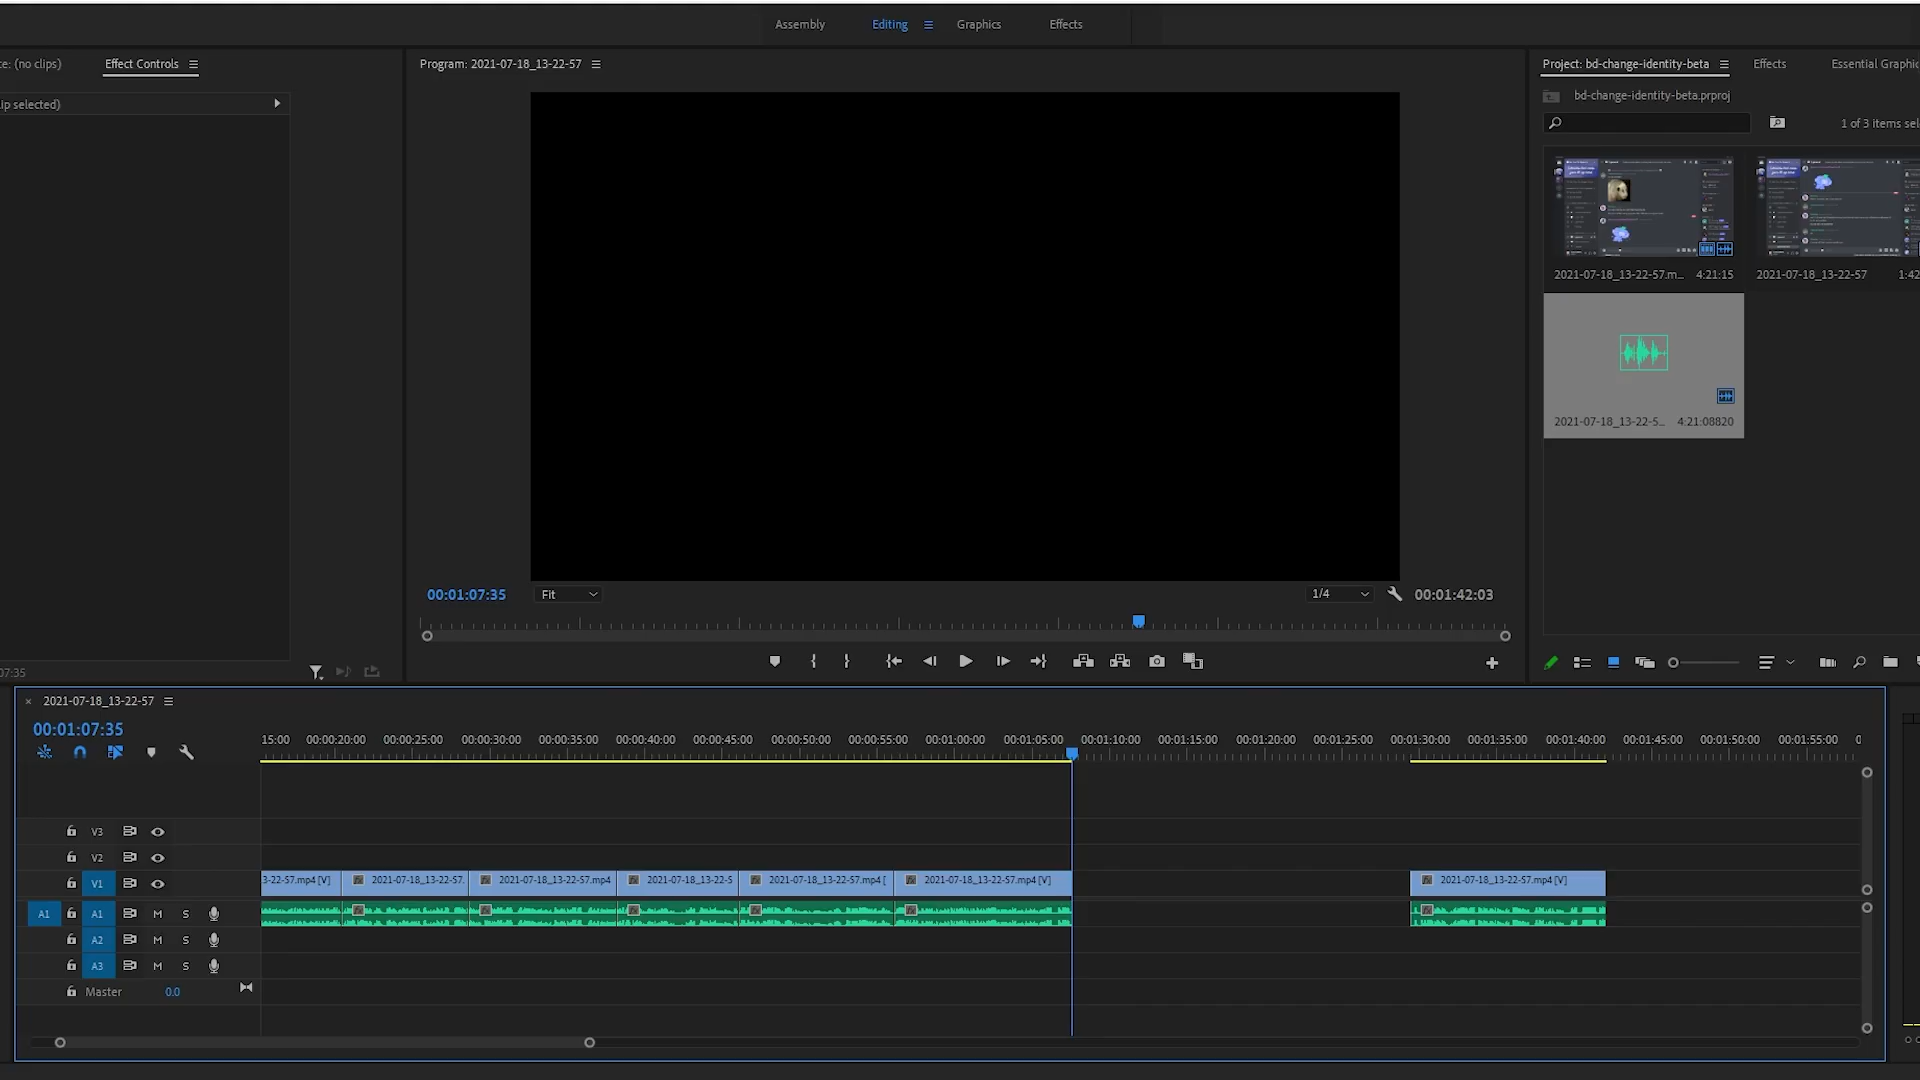 Assembly
Editing
Graphics
Effects
ce: (no clips)
Effect Controls
Program: 2021-07-18_13-22-57
Project: bd-change-identity-beta
Effects
Essential Graphic
ip selected)
bd-change-identity-beta.prproj
1 of 3 items sel
2021-07-18_13-22-57.m...
4:21:15
2021-07-18_13-22-57
1:42
2021-07-18_13-22-5...
4:21:08820
00:01:07:35
Fit
1/4
00:01:42:03
07:35
2021-07-18_13-22-57
00:01:07:35
15:00
00:00:20:00
00:00:25:00
00:00:30:00
00:00:35:00
00:00:40:00
00:00:45:00
00:00:50:00
00:00:55:00
00:01:00:00
00:01:05:00
00:01:10:00
00:01:15:00
00:01:20:00
00:01:25:00
00:01:30:00
00:01:35:00
00:01:40:00
00:01:45:00
00:01:50:00
00:01:55:00
0
V3
V2
V1
3-22-57.mp4 [V]
2021-07-18_13-22-57.
2021-07-18_13-22-57.mp4
2021-07-18_13-22-5
2021-07-18_13-22-57.mp4 [
2021-07-18_13-22-57.mp4 [V]
2021-07-18_13-22-57.mp4 [V]
A1
A1
M
S
A2
M
S
A3
M
S
Master
0.0